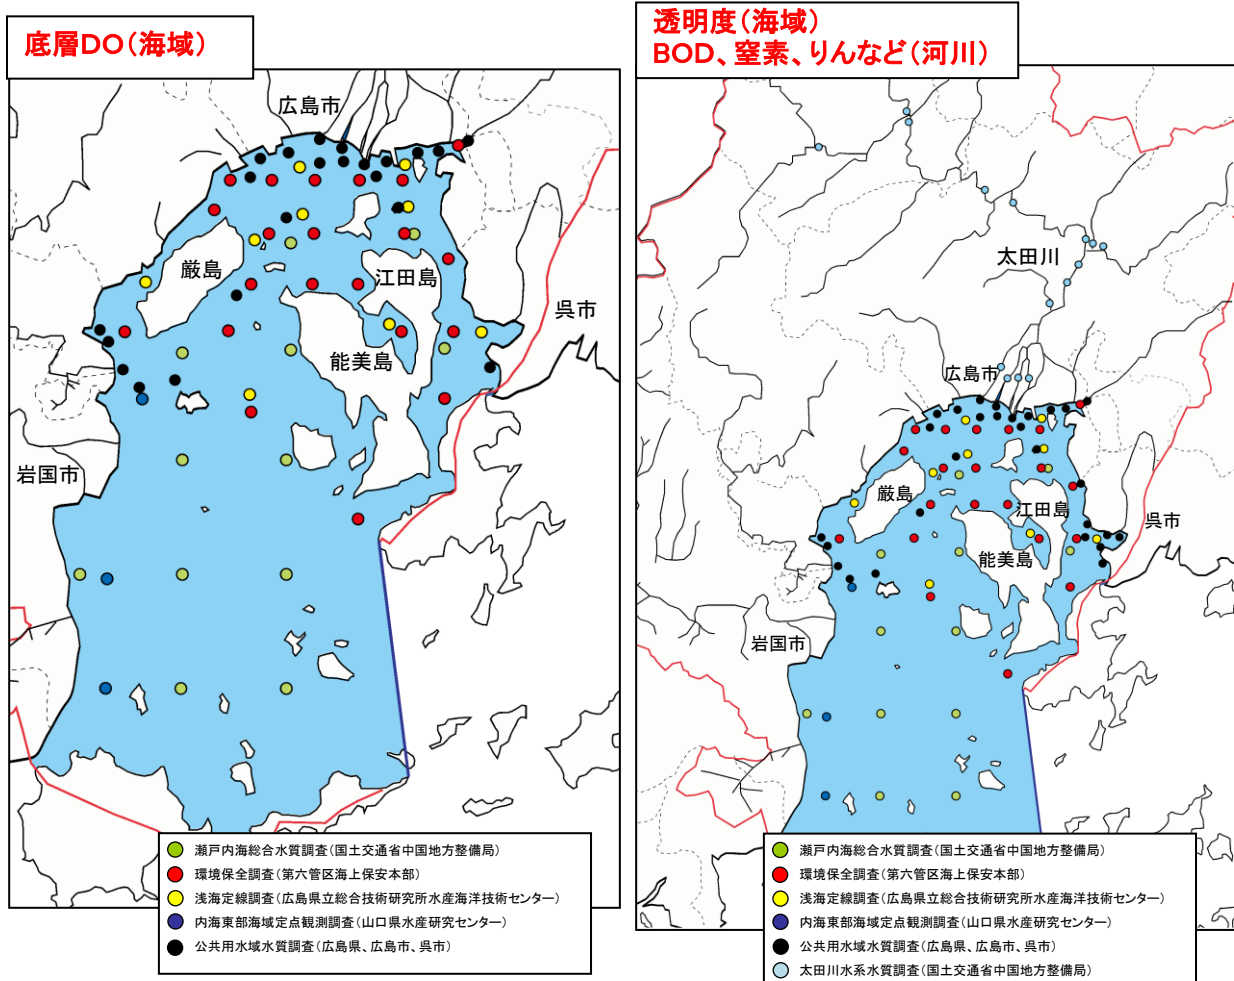 底層DO(海域)
広島市
厳島
江田島
呉市
能美島
岩国市
瀬戸内海総合水質調査(国土交通省中国地方整備局)
環境保全調査(第六管区海上保安本部)
浅海定線調査(広島県立総合技術研究所水産海洋技術センター)
内海東部海域定点観測調査(山口県水産研究センター)
公共用水域水質調査(広島県、広島市、呉市)
透明度(海域)
BOD、窒素、りんなど(河川)
太田川
広島市
厳島
江田島
呉市
能美島
岩国市
瀬戸内海総合水質調査(国土交通省中国地方整備局)
環境保全調査(第六管区海上保安本部)
浅海定線調査(広島県立総合技術研究所水産海洋技術センター)
内海東部海域定点観測調査(山口県水産研究センター)
公共用水域水質調査(広島県、広島市、呉市)
太田川水系水質調査(国土交通省中国地方整備局)